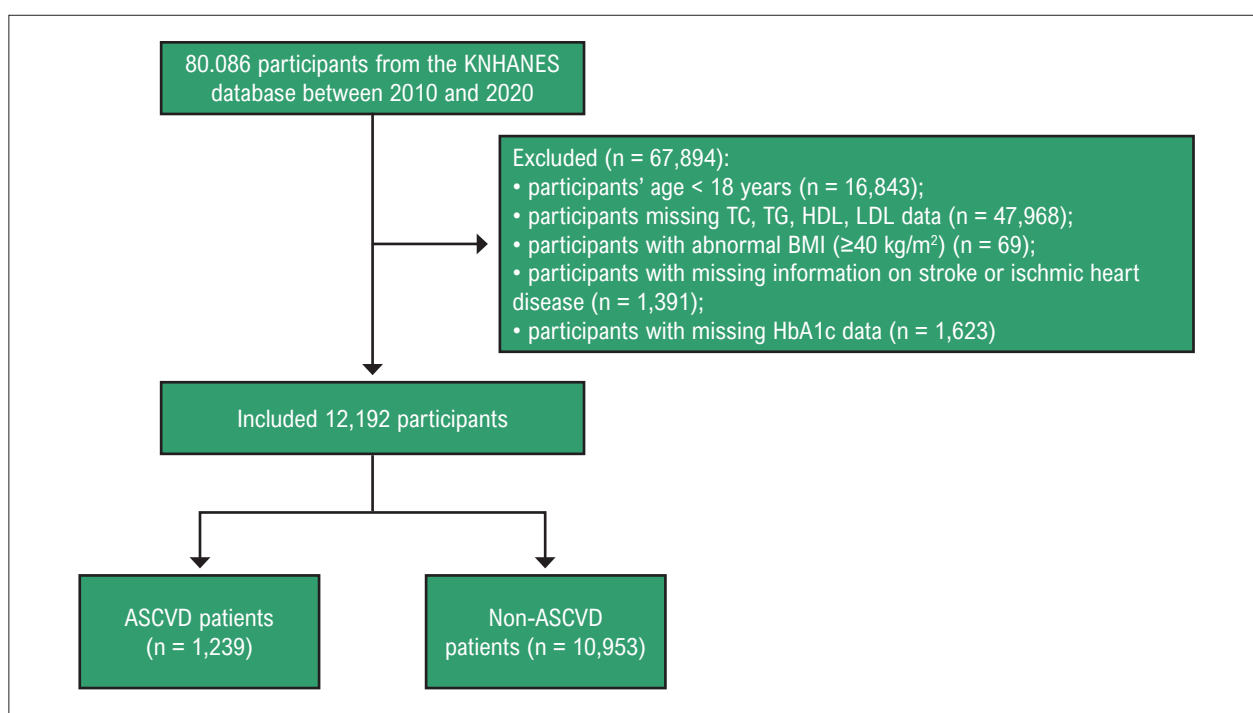 80.086 participants from the KNHANES
database between 2010 and 2020
Excluded (n = 67,894):
• participants’ age < 18 years (n = 16,843);
• participants missing TC, TG, HDL, LDL data (n = 47,968);
• participants with abnormal BMI (≥40 kg/m²) (n = 69);
• participants with missing information on stroke or ischmic heart
disease (n = 1,391);
• participants with missing HbA1c data (n = 1,623)
Included 12,192 participants
ASCVD patients
(n = 1,239)
Non-ASCVD
patients (n = 10,953)